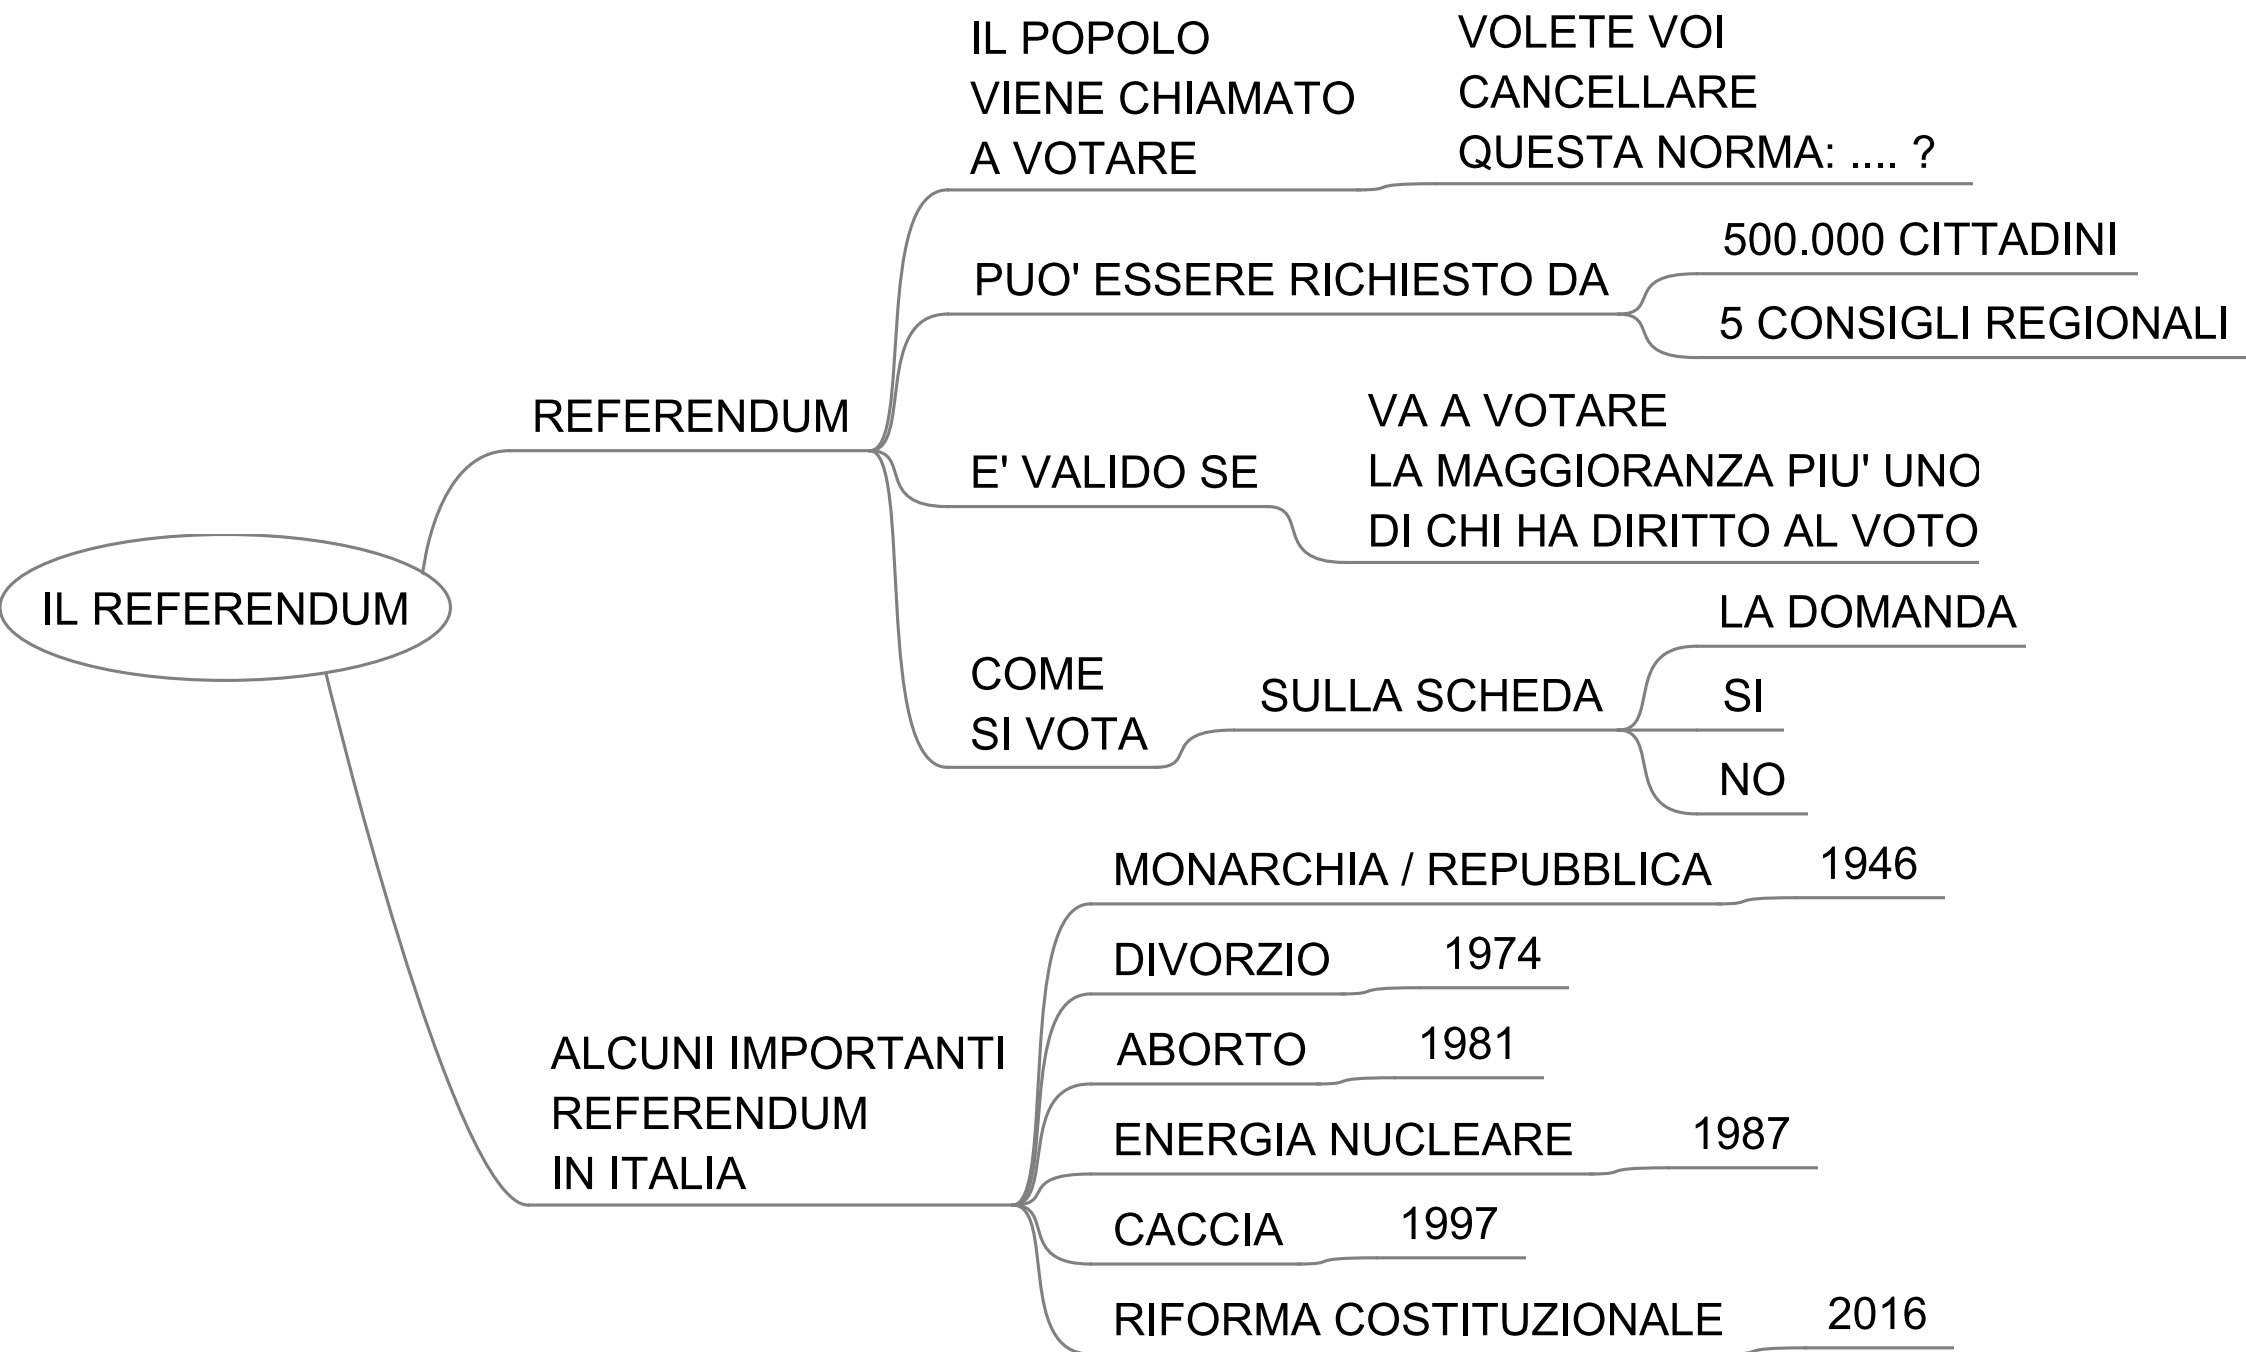 IL REFERENDUM
REFERENDUM
IL POPOLO
VIENE CHIAMATO
A VOTARE
VOLETE VOI
CANCELLARE
QUESTA NORMA: .... ?
PUO' ESSERE RICHIESTO DA
500.000 CITTADINI
5 CONSIGLI REGIONALI
E' VALIDO SE
VA A VOTARE
LA MAGGIORANZA PIU' UNO
DI CHI HA DIRITTO AL VOTO
COME
SI VOTA
SULLA SCHEDA
LA DOMANDA
SI
NO
ALCUNI IMPORTANTI
REFERENDUM
IN ITALIA
MONARCHIA / REPUBBLICA
1946
DIVORZIO
1974
ABORTO
1981
ENERGIA NUCLEARE
1987
CACCIA
1997
RIFORMA COSTITUZIONALE
2016